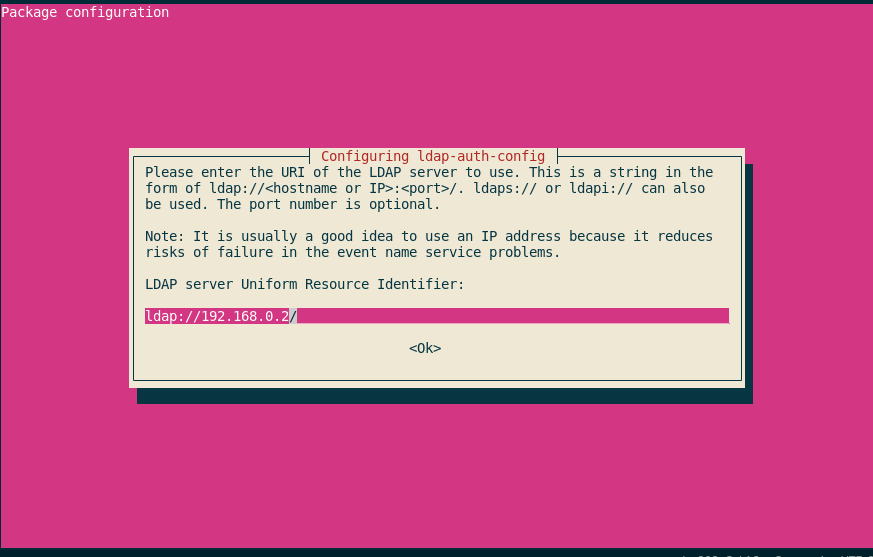 Package configuration
Configuring ldap-auth-config
Please enter the URI of the LDAP server to use. This is a string in the
form of ldap://<hostname or IP>:<port>/. ldaps:// or ldapi:// can also
be used. The port number is optional.
Note: It is usually a good idea to use an IP address because it reduces
risks of failure in the event name service problems.
LDAP server Uniform Resource Identifier:
ldap://192.168.0.2/
<Ok>